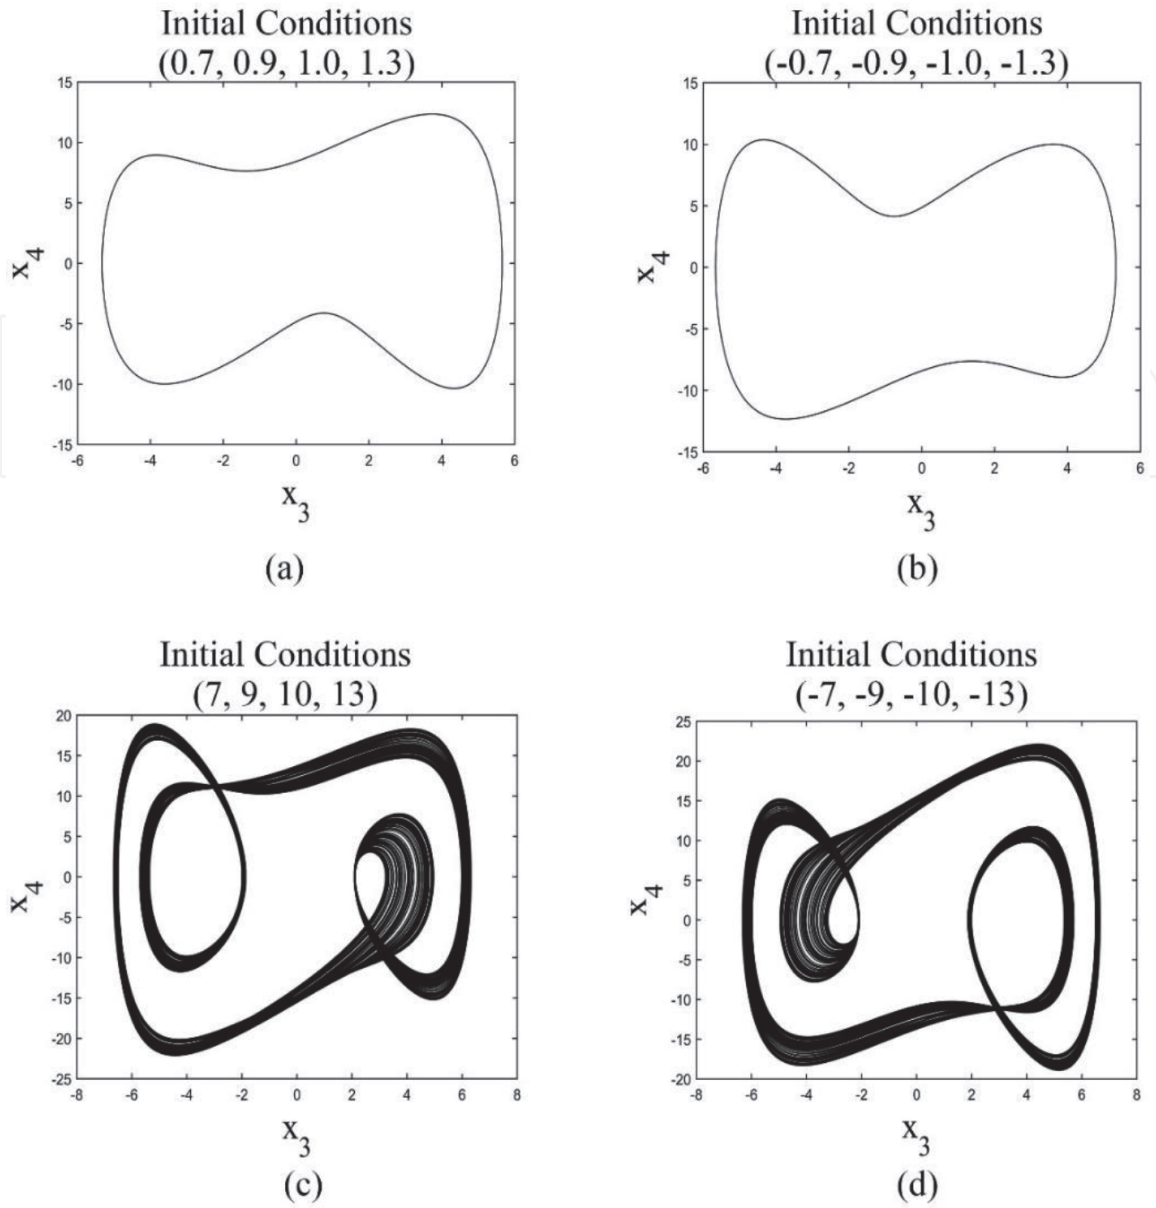 Initial Conditions
(0.7, 0.9, 1.0, 1.3)
15
10
5
0
-5
-10
-15
-6 -4 -2 0 2 4 6
x4
x3
(a)
Initial Conditions
(-0.7, -0.9, -1.0, -1.3)
15
10
5
0
-5
-10
-15
-6 -4 -2 0 2 4 6
x4
x3
(b)
Initial Conditions
(7, 9, 10, 13)
20
15
10
5
0
-5
-10
-15
-20
-25
-8 -6 -4 -2 0 2 4 6 8
x4
x3
(c)
Initial Conditions
(-7, -9, -10, -13)
25
20
15
10
5
0
-5
-10
-15
-20
-8 -6 -4 -2 0 2 4 6 8
x4
x3
(d)